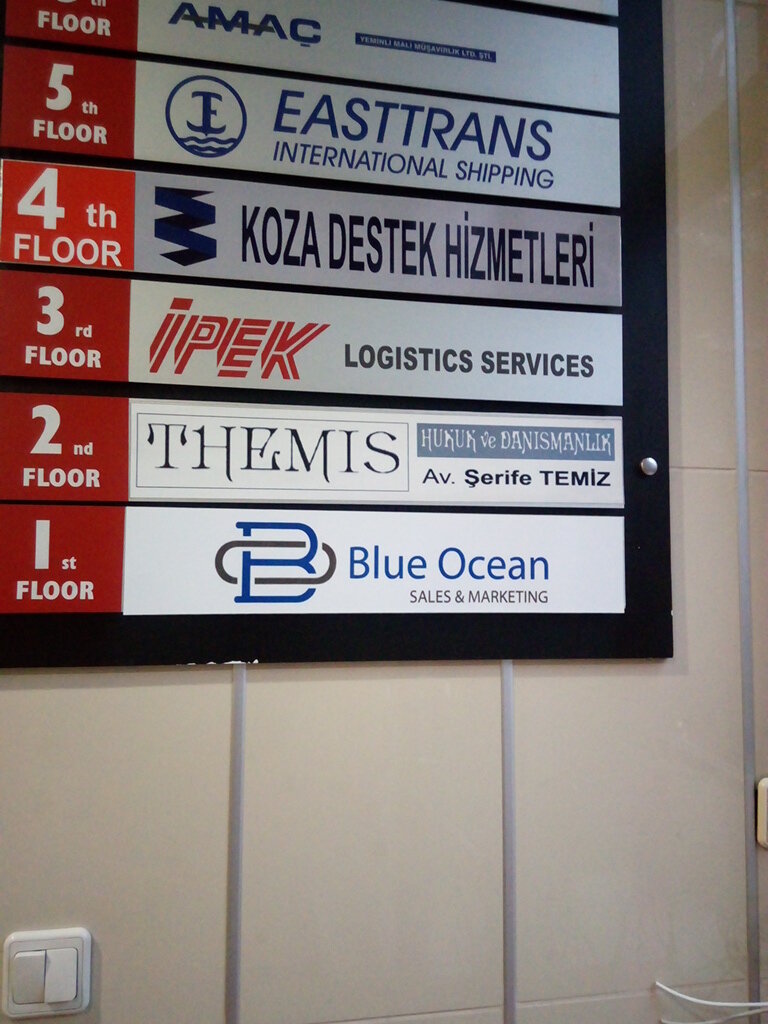 th
FLOOR
AMAÇ
YEMİNLİ MALİ MÜŞAVİRLİK LTD. ŞTİ.
5 th
FLOOR
EASTTRANS
INTERNATIONAL SHIPPING
4 th
FLOOR
KOZA DESTEK HİZMETLERİ
3 rd
FLOOR
İPEK
LOGISTICS SERVICES
2 nd
FLOOR
THEMIS
HUKUK ve DANISMANLIK
Av. Şerife TEMİZ
1 st
FLOOR
Blue Ocean
SALES & MARKETING